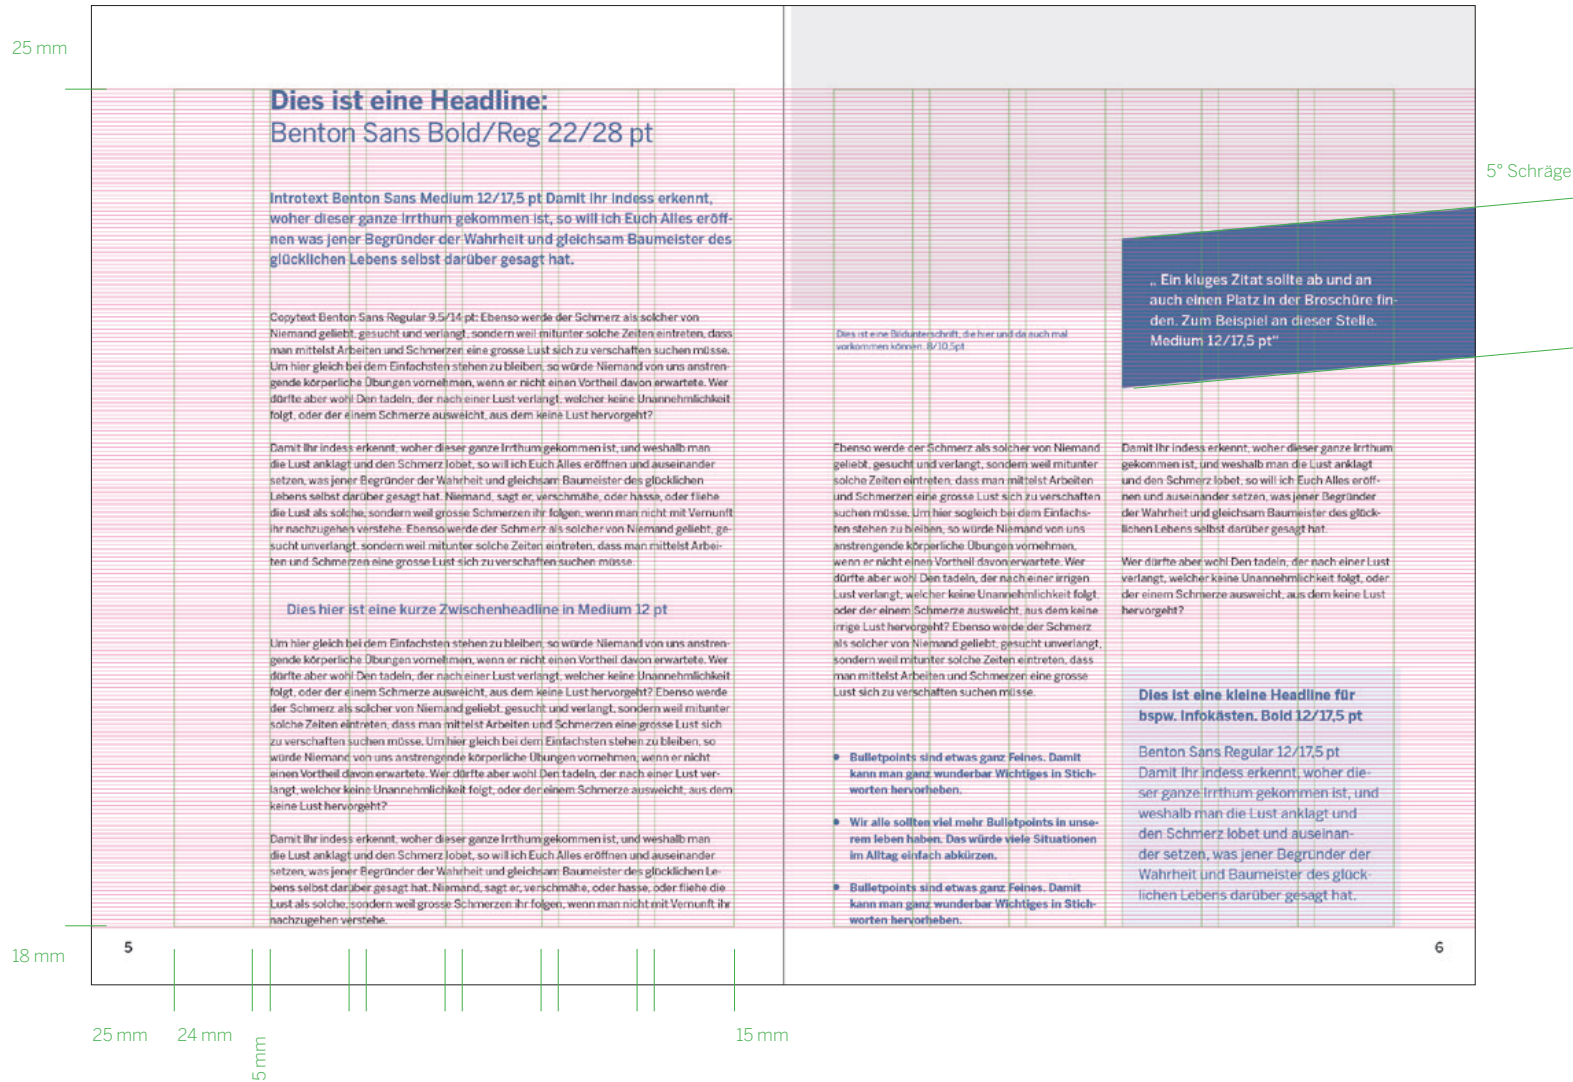 25 mm
Dies ist eine Headline:
Benton Sans Bold/Reg 22/28 pt
Introtext Benton Sans Medium 12/17,5 pt Damit Ihr indess erkennt,
woher dieser ganze Irrthum gekommen ist, so will ich Euch Alles eröff-
nen was jener Begründer der Wahrheit und gleichsam Baumeister des
glücklichen Lebens selbst darüber gesagt hat.
Copytext Benton Sans Regular 9,5/14 pt: Ebenso werde der Schmerz als solcher von
Niemand geliebt, gesucht und verlangt, sondern weil mitunter solche Zeiten eintreten, dass
man mittelst Arbeiten und Schmerzen eine grosse Lust sich zu verschaften suchen müsse.
Um hier gleich bei dem Einfachsten stehen zu bleiben, so würde Niemand von uns anstren-
gende körperliche Übungen vornehmen, wenn er nicht einen Vortheil davon erwartete. Wer
dürfte aber wohl Den tadeln, der nach einer Lust verlangt, welcher keine Unannehmlichkeit
folgt, oder der einem Schmerze ausweicht, aus dem keine Lust hervorgeht?
Damit Ihr indess erkennt, woher dieser ganze Irrthum gekommen ist, und weshalb man
die Lust anklagt und den Schmerz lobet, so will ich Euch Alles eröffnen und auseinander
setzen, was jener Begründer der Wahrheit und gleichsam Baumeister des glücklichen
Lebens selbst darüber gesagt hat. Niemand, sagt er, verschmähe, oder hasse, oder fliehe
die Lust als solche, sondern weil grosse Schmerzen ihr folgen, wenn man nicht mit Vernunft
ihr nachzugehen verstehe. Ebenso werde der Schmerz als solcher von Niemand geliebt, ge-
sucht unverlangt, sondern weil mitunter solche Zeiten eintreten, dass man mittelst Arbei-
ten und Schmerzen eine grosse Lust sich zu verschaften suchen müsse.
Dies hier ist eine kurze Zwischenheadline in Medium 12 pt
Um hier gleich bei dem Einfachsten stehen zu bleiben, so würde Niemand von uns anstren-
gende körperliche Übungen vornehmen, wenn er nicht einen Vortheil davon erwartete. Wer
dürfte aber wohl Den tadeln, der nach einer Lust verlangt, welcher keine Unannehmlichkeit
folgt, oder der einem Schmerze ausweicht, aus dem keine Lust hervorgeht? Ebenso werde
der Schmerz als solcher von Niemand geliebt, gesucht und verlangt, sondern weil mitunter
solche Zeiten eintreten, dass man mittelst Arbeiten und Schmerzen eine grosse Lust sich
zu verschaften suchen müsse. Um hier gleich bei dem Einfachsten stehen zu bleiben, so
würde Niemand von uns anstrengende körperliche Übungen vornehmen, wenn er nicht
einen Vortheil davon erwartete. Wer dürfte aber wohl Den tadeln, der nach einer Lust ver-
langt, welcher keine Unannehmlichkeit folgt, oder der einem Schmerze ausweicht, aus dem
keine Lust hervorgeht?
Damit Ihr indess erkennt, woher dieser ganze Irrthum gekommen ist, und weshalb man
die Lust anklagt und den Schmerz lobet, so will ich Euch Alles eröffnen und auseinander
setzen, was jener Begründer der Wahrheit und gleichsam Baumeister des glücklichen Le-
bens selbst darüber gesagt hat. Niemand, sagt er, verschmähe, oder hasse, oder fliehe die
Lust als solche, sondern weil grosse Schmerzen ihr folgen, wenn man nicht mit Vernunft ihr
nachzugehen verstehe.
5
18 mm
25 mm
24 mm
5 mm
15 mm
5° Schräge
„ Ein kluges Zitat sollte ab und an
auch einen Platz in der Broschüre fin-
den. Zum Beispiel an dieser Stelle.
Medium 12/17,5 pt“
Dies ist eine Bildunterschrift, die hier und da auch mal
vorkommen können. 8/10,5pt
Ebenso werde der Schmerz als solcher von Niemand
geliebt, gesucht und verlangt, sondern weil mitunter
solche Zeiten eintreten, dass man mittelst Arbeiten
und Schmerzen eine grosse Lust sich zu verschaften
suchen müsse. Um hier sogleich bei dem Einfachs-
ten stehen zu bleiben, so würde Niemand von uns
anstrengende körperliche Übungen vornehmen,
wenn er nicht einen Vortheil davon erwartete. Wer
dürfte aber wohl Den tadeln, der nach einer irrigen
Lust verlangt, welcher keine Unannehmlichkeit folgt,
oder der einem Schmerze ausweicht, aus dem keine
irrige Lust hervorgeht? Ebenso werde der Schmerz
als solcher von Niemand geliebt, gesucht unverlangt,
sondern weil mitunter solche Zeiten eintreten, dass
man mittelst Arbeiten und Schmerzen eine grosse
Lust sich zu verschaften suchen müsse.
• Bulletpoints sind etwas ganz Feines. Damit
kann man ganz wunderbar Wichtiges in Stich-
worten hervorheben.
• Wir alle sollten viel mehr Bulletpoints in unse-
rem leben haben. Das würde viele Situationen
im Alltag einfach abkürzen.
• Bulletpoints sind etwas ganz Feines. Damit
kann man ganz wunderbar Wichtiges in Stich-
worten hervorheben.
Damit Ihr indess erkennt, woher dieser ganze Irrthum
gekommen ist, und weshalb man die Lust anklagt
und den Schmerz lobet, so will ich Euch Alles eröff-
nen und auseinander setzen, was jener Begründer
der Wahrheit und gleichsam Baumeister des glück-
lichen Lebens selbst darüber gesagt hat.
Wer dürfte aber wohl Den tadeln, der nach einer Lust
verlangt, welcher keine Unannehmlichkeit folgt, oder
der einem Schmerze ausweicht, aus dem keine Lust
hervorgeht?
Dies ist eine kleine Headline für
bspw. Infokästen. Bold 12/17,5 pt
Benton Sans Regular 12/17,5 pt
Damit Ihr indess erkennt, woher die-
ser ganze Irrthum gekommen ist, und
weshalb man die Lust anklagt und
den Schmerz lobet und auseinan-
der setzen, was jener Begründer der
Wahrheit und Baumeister des glück-
lichen Lebens darüber gesagt hat.
6